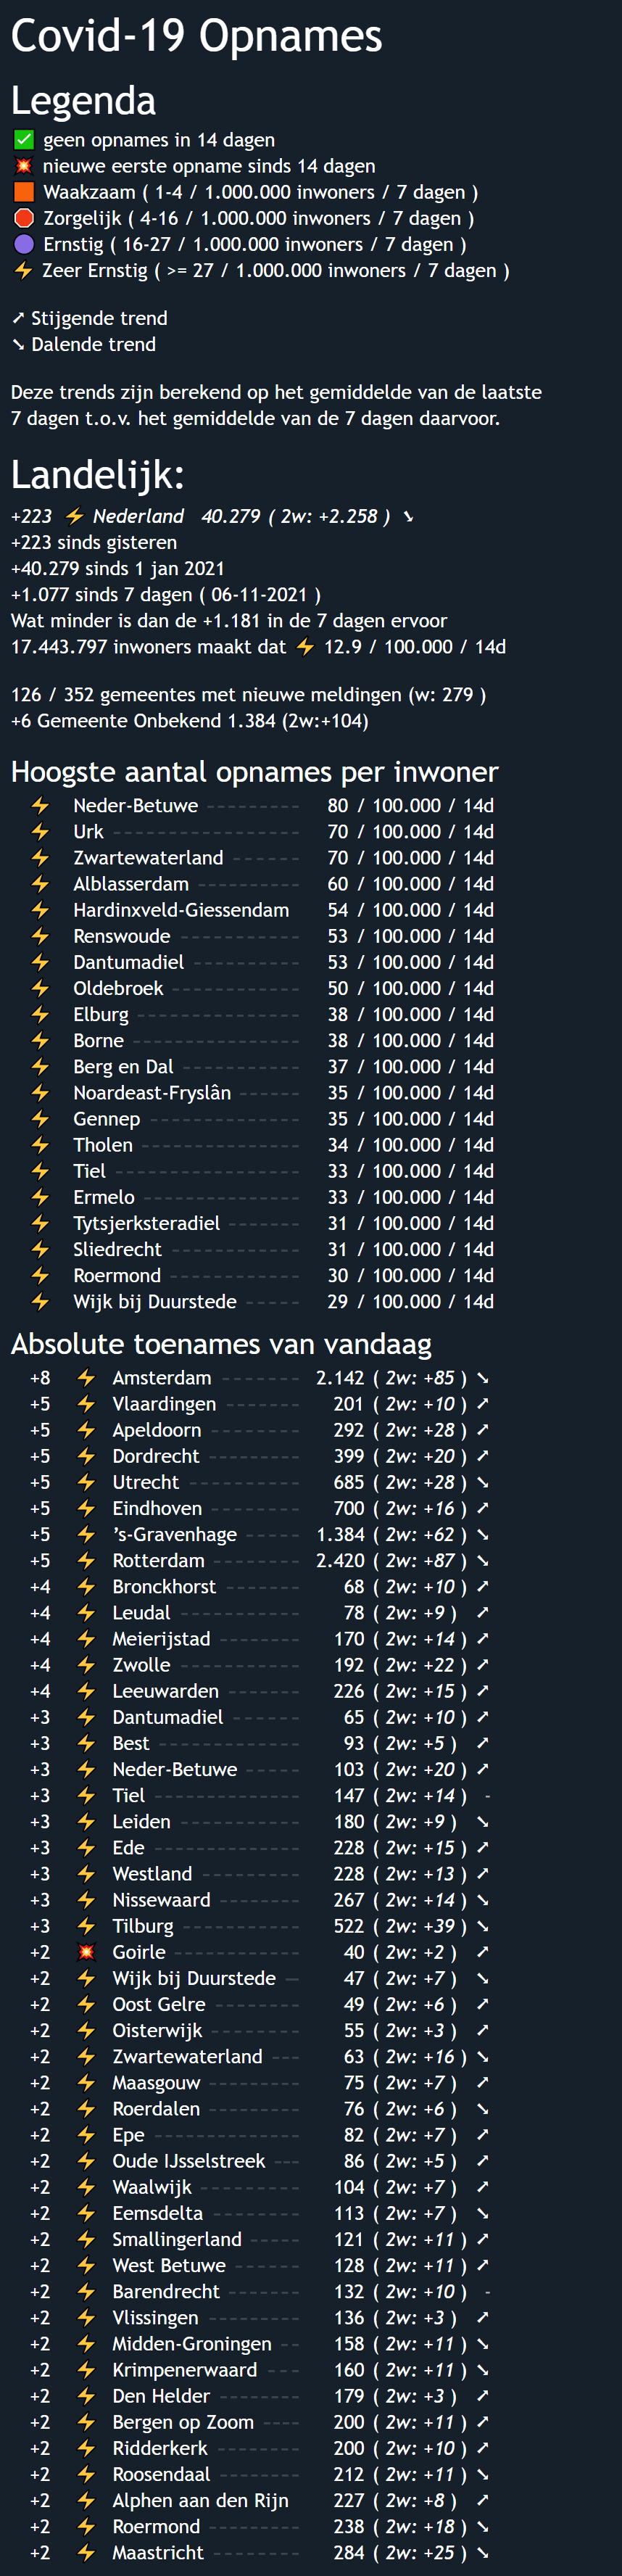 Covid-19 Opnames
Legenda
✅ geen opnames in 14 dagen
💥 nieuwe eerste opname sinds 14 dagen
🟧 Waakzaam ( 1-4 / 1.000.000 inwoners / 7 dagen )
🛑 Zorgelijk ( 4-16 / 1.000.000 inwoners / 7 dagen )
🟣 Ernstig ( 16-27 / 1.000.000 inwoners / 7 dagen )
⚡ Zeer Ernstig ( >= 27 / 1.000.000 inwoners / 7 dagen )
➚ Stijgende trend
➘ Dalende trend
Deze trends zijn berekend op het gemiddelde van de laatste
7 dagen t.o.v. het gemiddelde van de 7 dagen daarvoor.
Landelijk:
+223 ⚡ Nederland 40.279 ( 2w: +2.258 ) ➘
+223 sinds gisteren
+40.279 sinds 1 jan 2021
+1.077 sinds 7 dagen ( 06-11-2021 )
Wat minder is dan de +1.181 in de 7 dagen ervoor
17.443.797 inwoners maakt dat ⚡ 12.9 / 100.000 / 14d
126 / 352 gemeentes met nieuwe meldingen (w: 279 )
+6 Gemeente Onbekend 1.384 (2w:+104)
Hoogste aantal opnames per inwoner
⚡ Neder-Betuwe 80 / 100.000 / 14d
⚡ Urk 70 / 100.000 / 14d
⚡ Zwartewaterland 70 / 100.000 / 14d
⚡ Alblasserdam 60 / 100.000 / 14d
⚡ Hardinxveld-Giessendam 54 / 100.000 / 14d
⚡ Renswoude 53 / 100.000 / 14d
⚡ Dantumadiel 53 / 100.000 / 14d
⚡ Oldebroek 50 / 100.000 / 14d
⚡ Elburg 38 / 100.000 / 14d
⚡ Borne 38 / 100.000 / 14d
⚡ Berg en Dal 37 / 100.000 / 14d
⚡ Noardeast-Fryslân 35 / 100.000 / 14d
⚡ Gennep 35 / 100.000 / 14d
⚡ Tholen 34 / 100.000 / 14d
⚡ Tiel 33 / 100.000 / 14d
⚡ Ermelo 33 / 100.000 / 14d
⚡ Tytsjerksteradiel 31 / 100.000 / 14d
⚡ Sliedrecht 31 / 100.000 / 14d
⚡ Roermond 30 / 100.000 / 14d
⚡ Wijk bij Duurstede 29 / 100.000 / 14d
Absolute toenames van vandaag
+8 ⚡ Amsterdam 2.142 ( 2w: +85 ) ➘
+5 ⚡ Vlaardingen 201 ( 2w: +10 ) ➚
+5 ⚡ Apeldoorn 292 ( 2w: +28 ) ➚
+5 ⚡ Dordrecht 399 ( 2w: +20 ) ➚
+5 ⚡ Utrecht 685 ( 2w: +28 ) ➘
+5 ⚡ Eindhoven 700 ( 2w: +16 ) ➚
+5 ⚡ ’s-Gravenhage 1.384 ( 2w: +62 ) ➘
+5 ⚡ Rotterdam 2.420 ( 2w: +87 ) ➘
+4 ⚡ Bronckhorst 68 ( 2w: +10 ) ➚
+4 ⚡ Leudal 78 ( 2w: +9 ) ➚
+4 ⚡ Meierijstad 170 ( 2w: +14 ) ➚
+4 ⚡ Zwolle 192 ( 2w: +22 ) ➚
+4 ⚡ Leeuwarden 226 ( 2w: +15 ) ➚
+3 ⚡ Dantumadiel 65 ( 2w: +10 ) ➚
+3 ⚡ Best 93 ( 2w: +5 ) ➚
+3 ⚡ Neder-Betuwe 103 ( 2w: +20 ) ➚
+3 ⚡ Tiel 147 ( 2w: +14 ) -
+3 ⚡ Leiden 180 ( 2w: +9 ) ➘
+3 ⚡ Ede 228 ( 2w: +15 ) ➚
+3 ⚡ Westland 228 ( 2w: +13 ) ➚
+3 ⚡ Nissewaard 267 ( 2w: +14 ) ➘
+3 ⚡ Tilburg 522 ( 2w: +39 ) ➘
+2 💥 Goirle 40 ( 2w: +2 ) ➚
+2 ⚡ Wijk bij Duurstede 47 ( 2w: +7 ) ➘
+2 ⚡ Oost Gelre 49 ( 2w: +6 ) ➚
+2 ⚡ Oisterwijk 55 ( 2w: +3 ) ➚
+2 ⚡ Zwartewaterland 63 ( 2w: +16 ) ➘
+2 ⚡ Maasgouw 75 ( 2w: +7 ) ➚
+2 ⚡ Roerdalen 76 ( 2w: +6 ) ➘
+2 ⚡ Epe 82 ( 2w: +7 ) ➚
+2 ⚡ Oude IJsselstreek 86 ( 2w: +5 ) ➚
+2 ⚡ Waalwijk 104 ( 2w: +7 ) ➚
+2 ⚡ Eemsdelta 113 ( 2w: +7 ) ➘
+2 ⚡ Smallingerland 121 ( 2w: +11 ) ➚
+2 ⚡ West Betuwe 128 ( 2w: +11 ) ➚
+2 ⚡ Barendrecht 132 ( 2w: +10 ) -
+2 ⚡ Vlissingen 136 ( 2w: +3 ) ➚
+2 ⚡ Midden-Groningen 158 ( 2w: +11 ) ➘
+2 ⚡ Krimpenerwaard 160 ( 2w: +11 ) ➘
+2 ⚡ Den Helder 179 ( 2w: +3 ) ➚
+2 ⚡ Bergen op Zoom 200 ( 2w: +11 ) ➚
+2 ⚡ Ridderkerk 200 ( 2w: +10 ) ➚
+2 ⚡ Roosendaal 212 ( 2w: +11 ) ➘
+2 ⚡ Alphen aan den Rijn 227 ( 2w: +8 ) ➚
+2 ⚡ Roermond 238 ( 2w: +18 ) ➘
+2 ⚡ Maastricht 284 ( 2w: +25 ) ➘